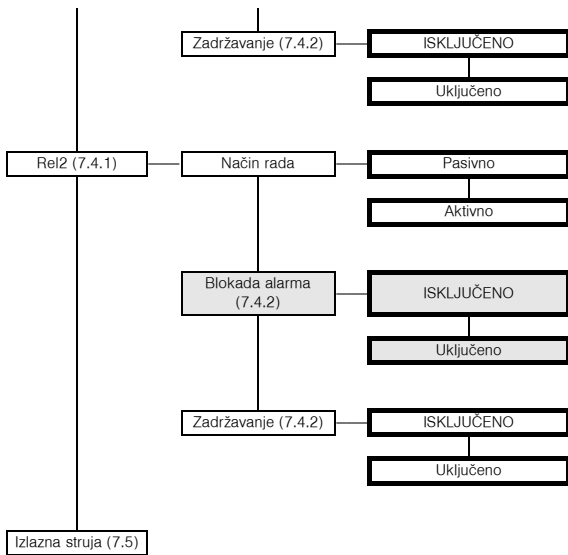 Zadržavanje (7.4.2)
ISKLJUČENO
Uključeno
Rel2 (7.4.1)
Način rada
Pasivno
Aktivno
Blokada alarma
(7.4.2)
ISKLJUČENO
Uključeno
Zadržavanje (7.4.2)
ISKLJUČENO
Uključeno
Izlazna struja (7.5)